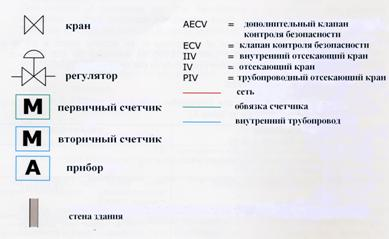 кран
регулятор
M первичный счетчик
M вторичный счетчик
A прибор
стена здания
AECV = дополнительный клапан
контроля безопасности
ECV = клапан контроля безопасности
IIV = внутренний отсекающий кран
IV = отсекающий кран
PIV = трубопроводный отсекающий кран
сеть
обвязка счетчика
внутренний трубопровод